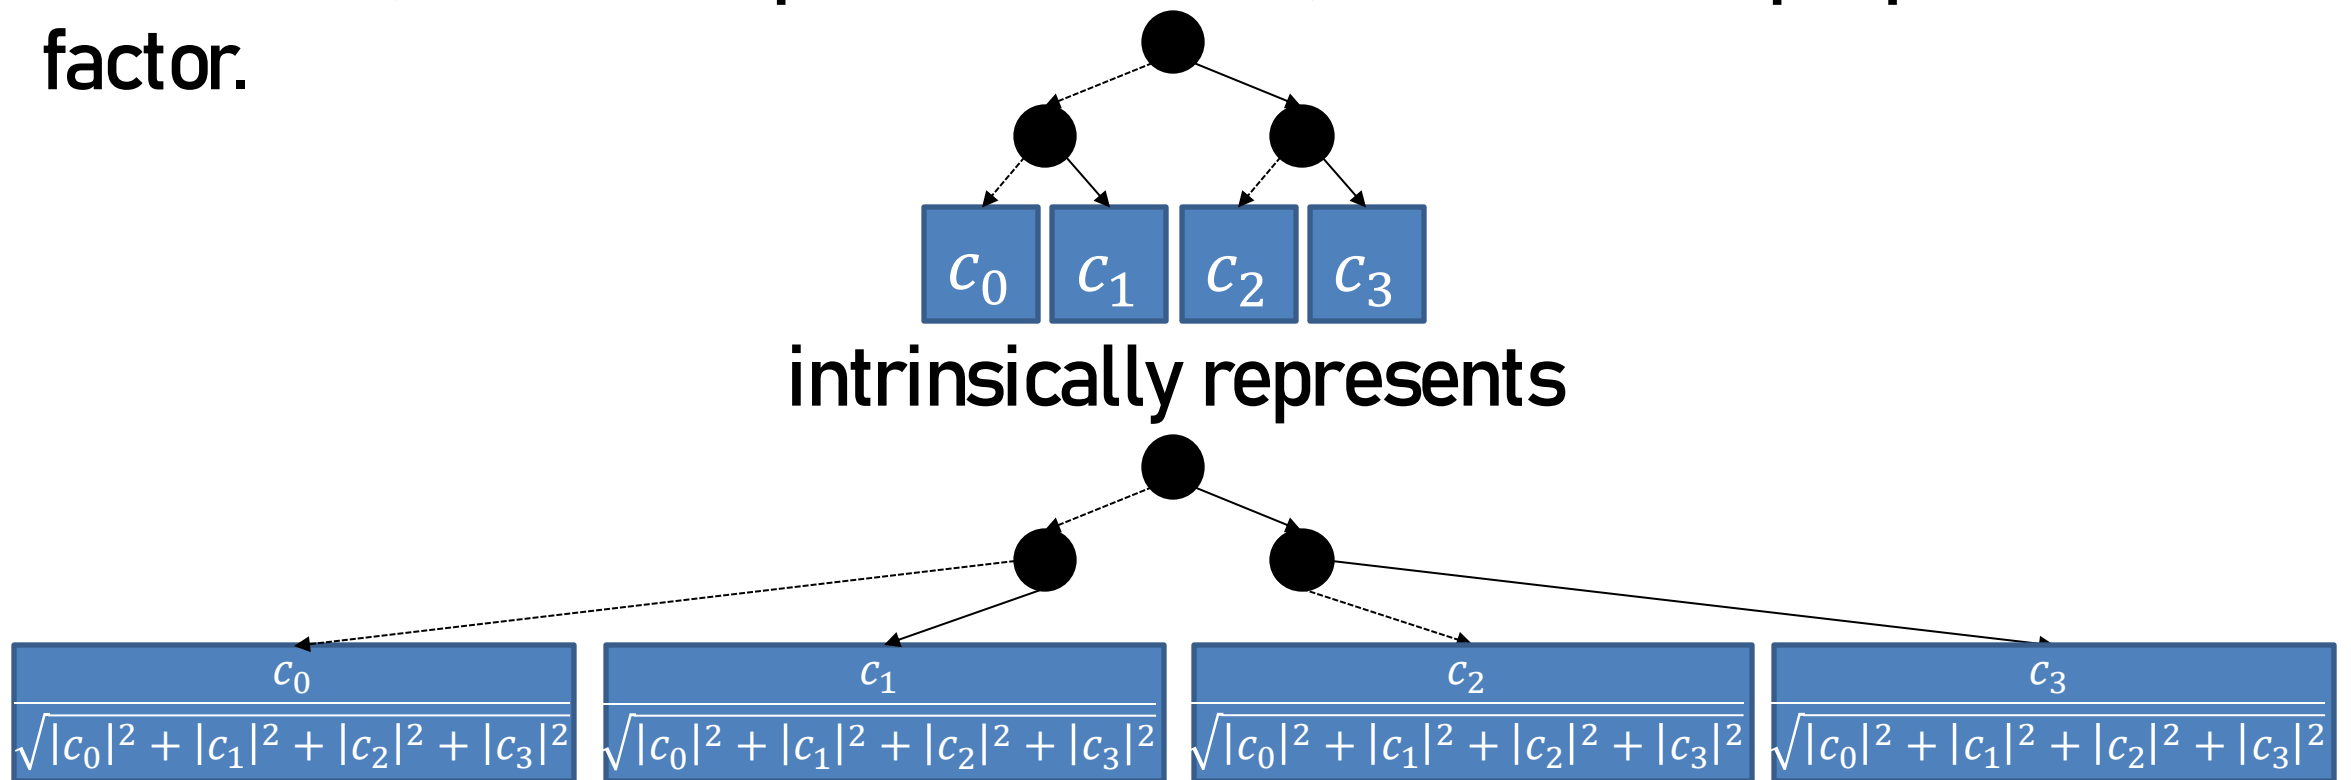 factor.
c₀ c₁ c₂ c₃
intrinsically represents
c₀ c₁ c₂ c₃
√|c₀|² + |c₁|² + |c₂|² + |c₃|² √|c₀|² + |c₁|² + |c₂|² + |c₃|² √|c₀|² + |c₁|² + |c₂|² + |c₃|² √|c₀|² + |c₁|² + |c₂|² + |c₃|²